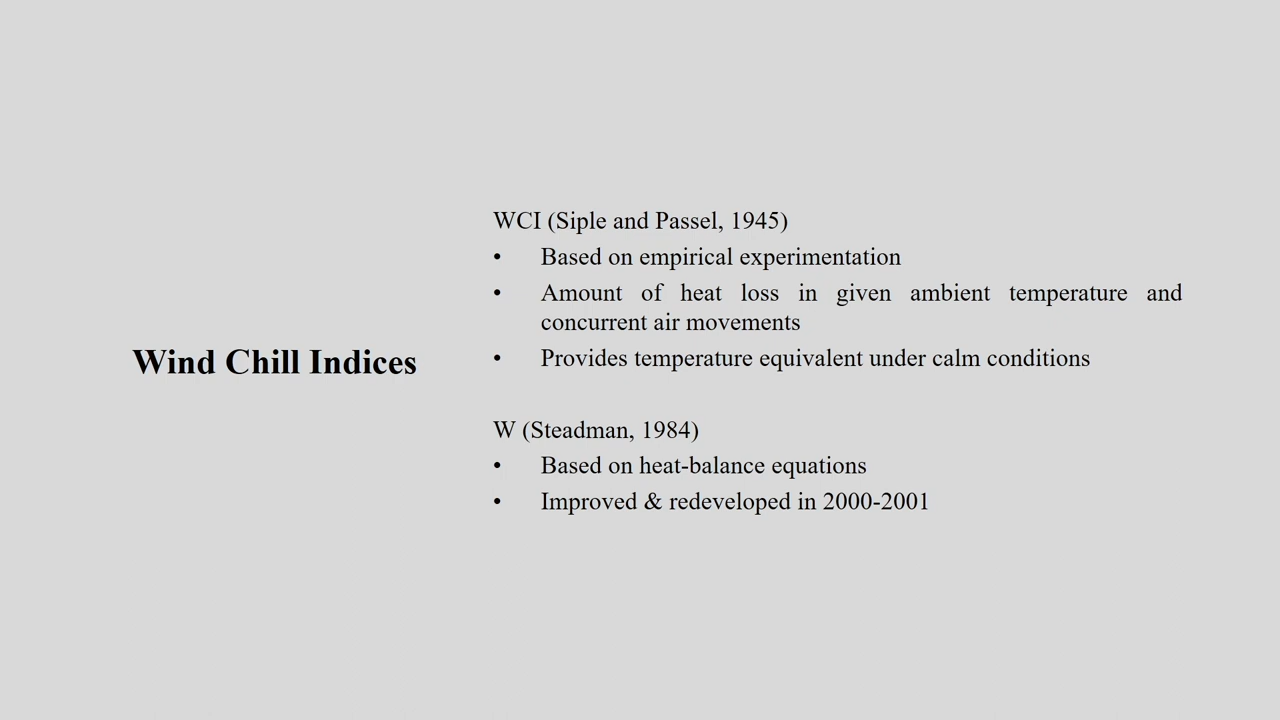 Wind Chill Indices
WCI (Siple and Passel, 1945)
• Based on empirical experimentation
• Amount of heat loss in given ambient temperature and
concurrent air movements
• Provides temperature equivalent under calm conditions
W (Steadman, 1984)
• Based on heat-balance equations
• Improved & redeveloped in 2000-2001